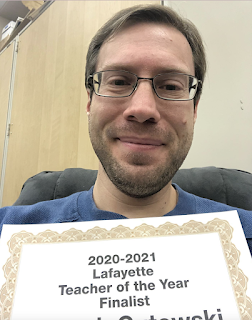 2020-2021
Lafayette
Teacher of the Year
Finalist